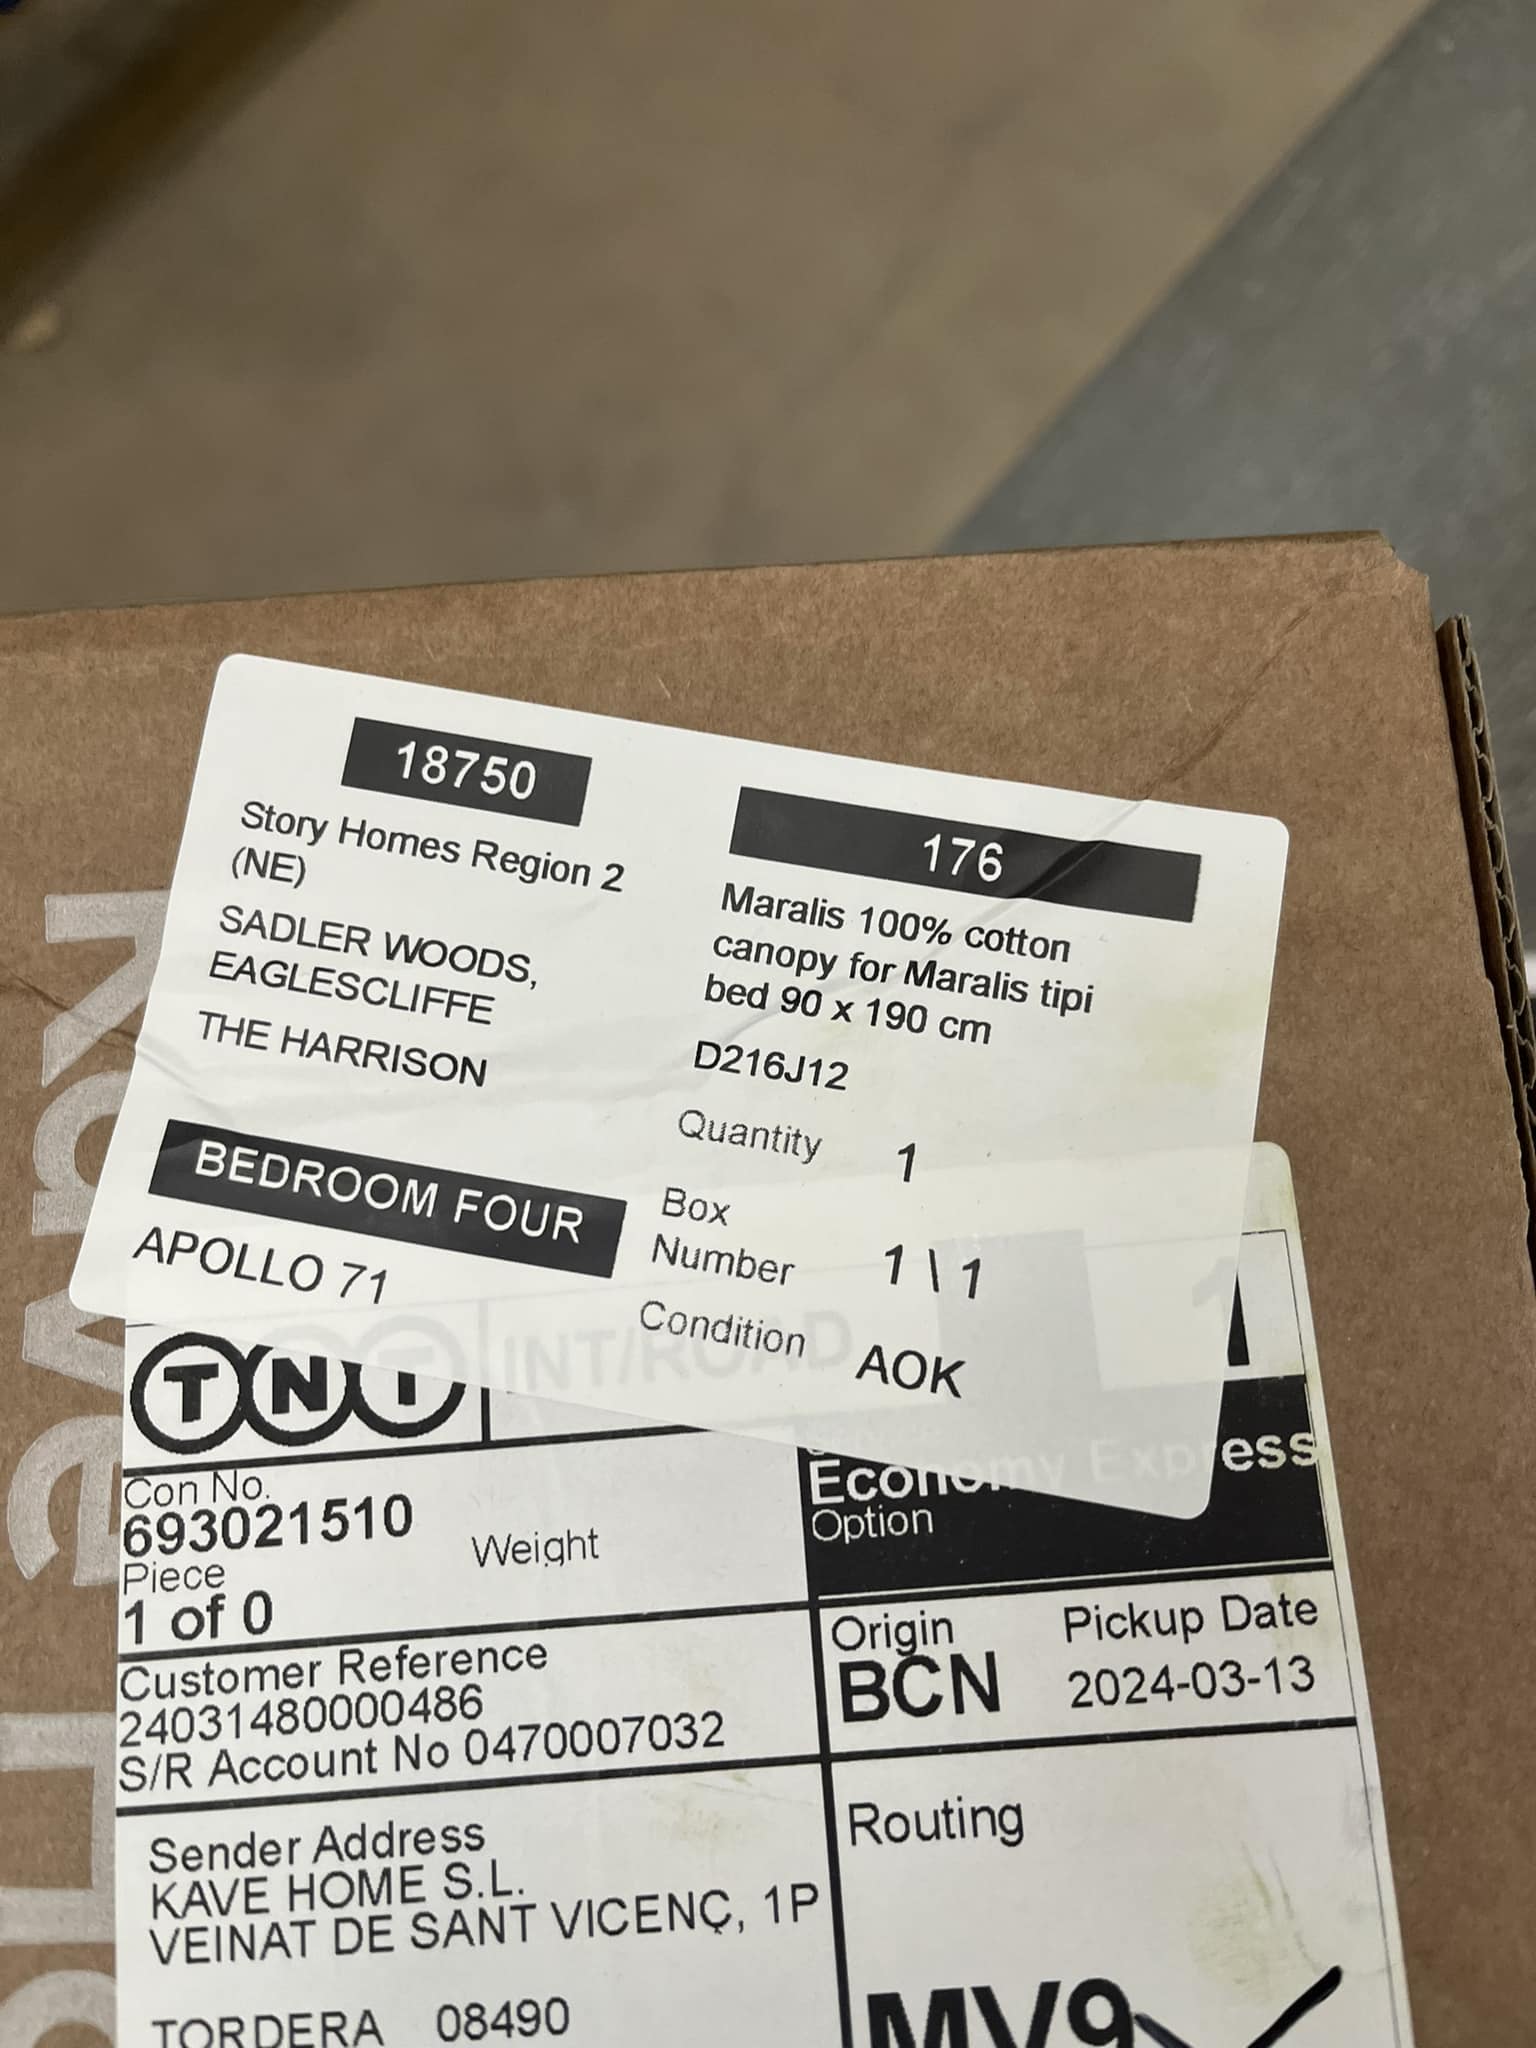 18750
Story Homes Region 2
(NE)
SADLER WOODS,
EAGLESCLIFFE
THE HARRISON
BEDROOM FOUR
APOLLO 71
176
Maralis 100% cotton
canopy for Maralis tipi
bed 90 x 190 cm
D216J12
Quantity 1
Box
Number 1 \ 1
Condition AOK
TNT INT/ROAD 1
Con No.
693021510
Weight
Piece
1 of 0
Economy Express
Option
Customer Reference
24031480000486
S/R Account No 0470007032
Origin
BCN
Pickup Date
2024-03-13
Sender Address
KAVE HOME S.L.
VEINAT DE SANT VICENÇ, 1P
TORDERA 08490
Routing
MV9
Kave Ho